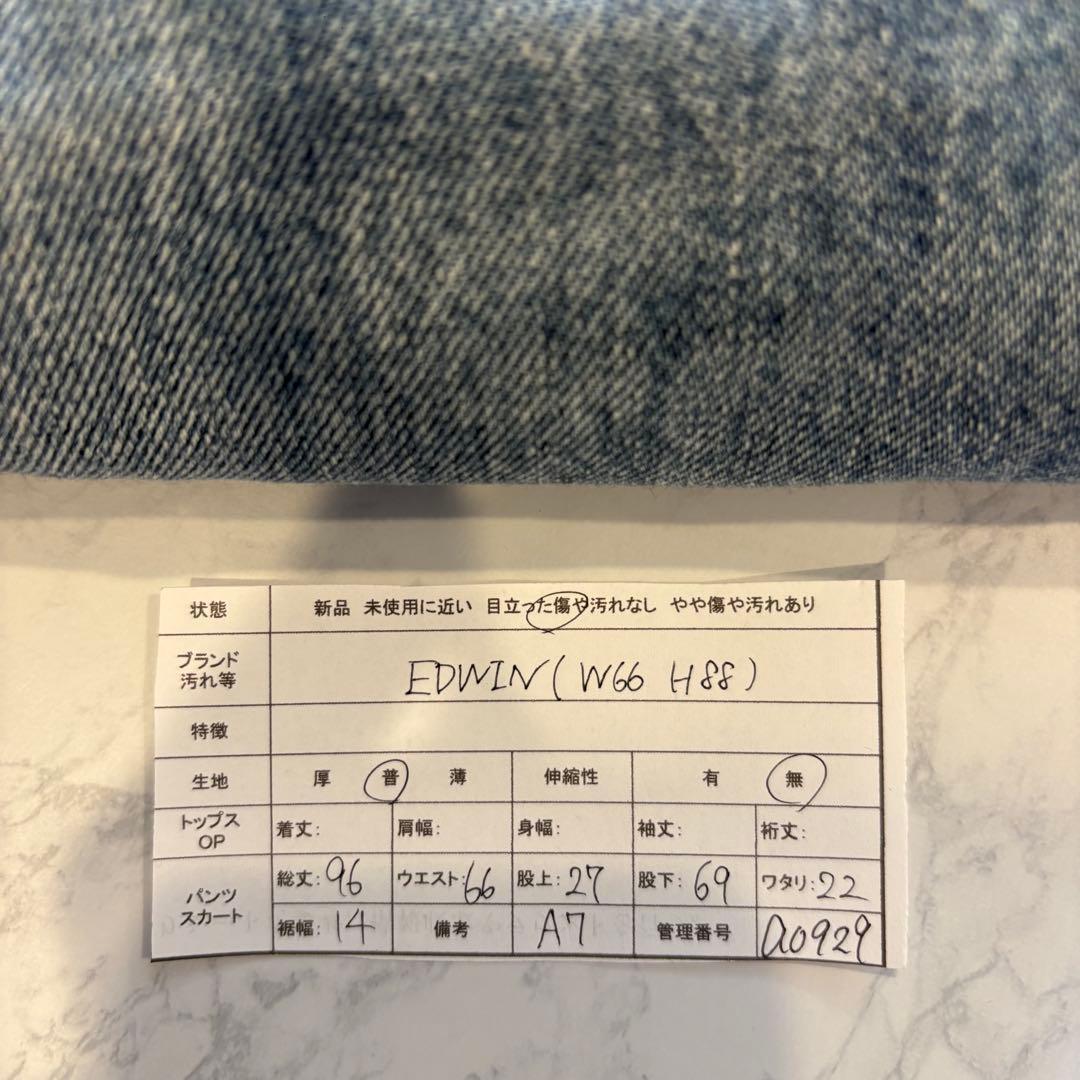 状態 新品 未使用に近い 目立った傷や汚れなし やや傷や汚れあり
ブランド
汚れ等
EDWIN(W66 H88)
特徴
生地 厚 普 薄 伸縮性 有 無
トップス
OP
着丈: 肩幅: 身幅: 袖丈: 裄丈:
パンツ
スカート
総丈:96 ウエスト:66 股上:27 股下:69 ワタリ:22
裾幅:14 備考 A7 管理番号 a0929